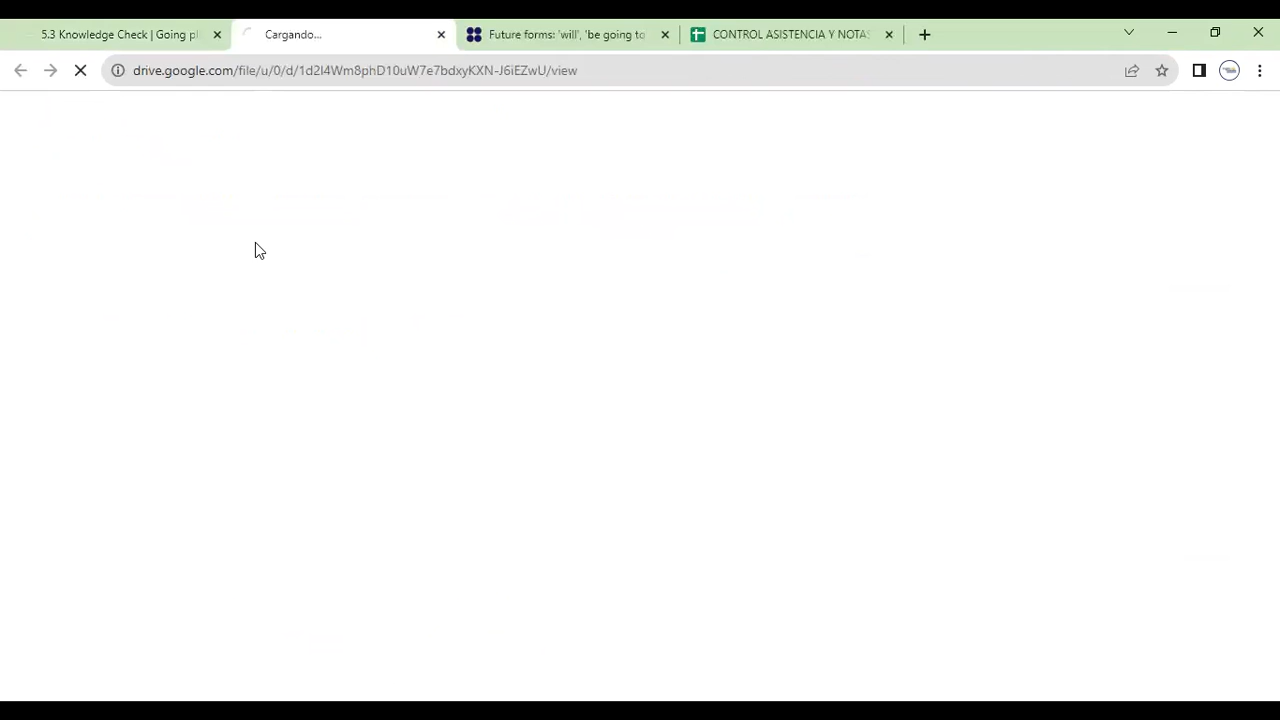 5.3 Knowledge Check | Going pl
Cargando...
Future forms: 'will', 'be going to
CONTROL ASISTENCIA Y NOTAS
drive.google.com/file/u/0/d/1d2I4Wm8phD10uW7e7bdxyKXN-J6iEZwU/view